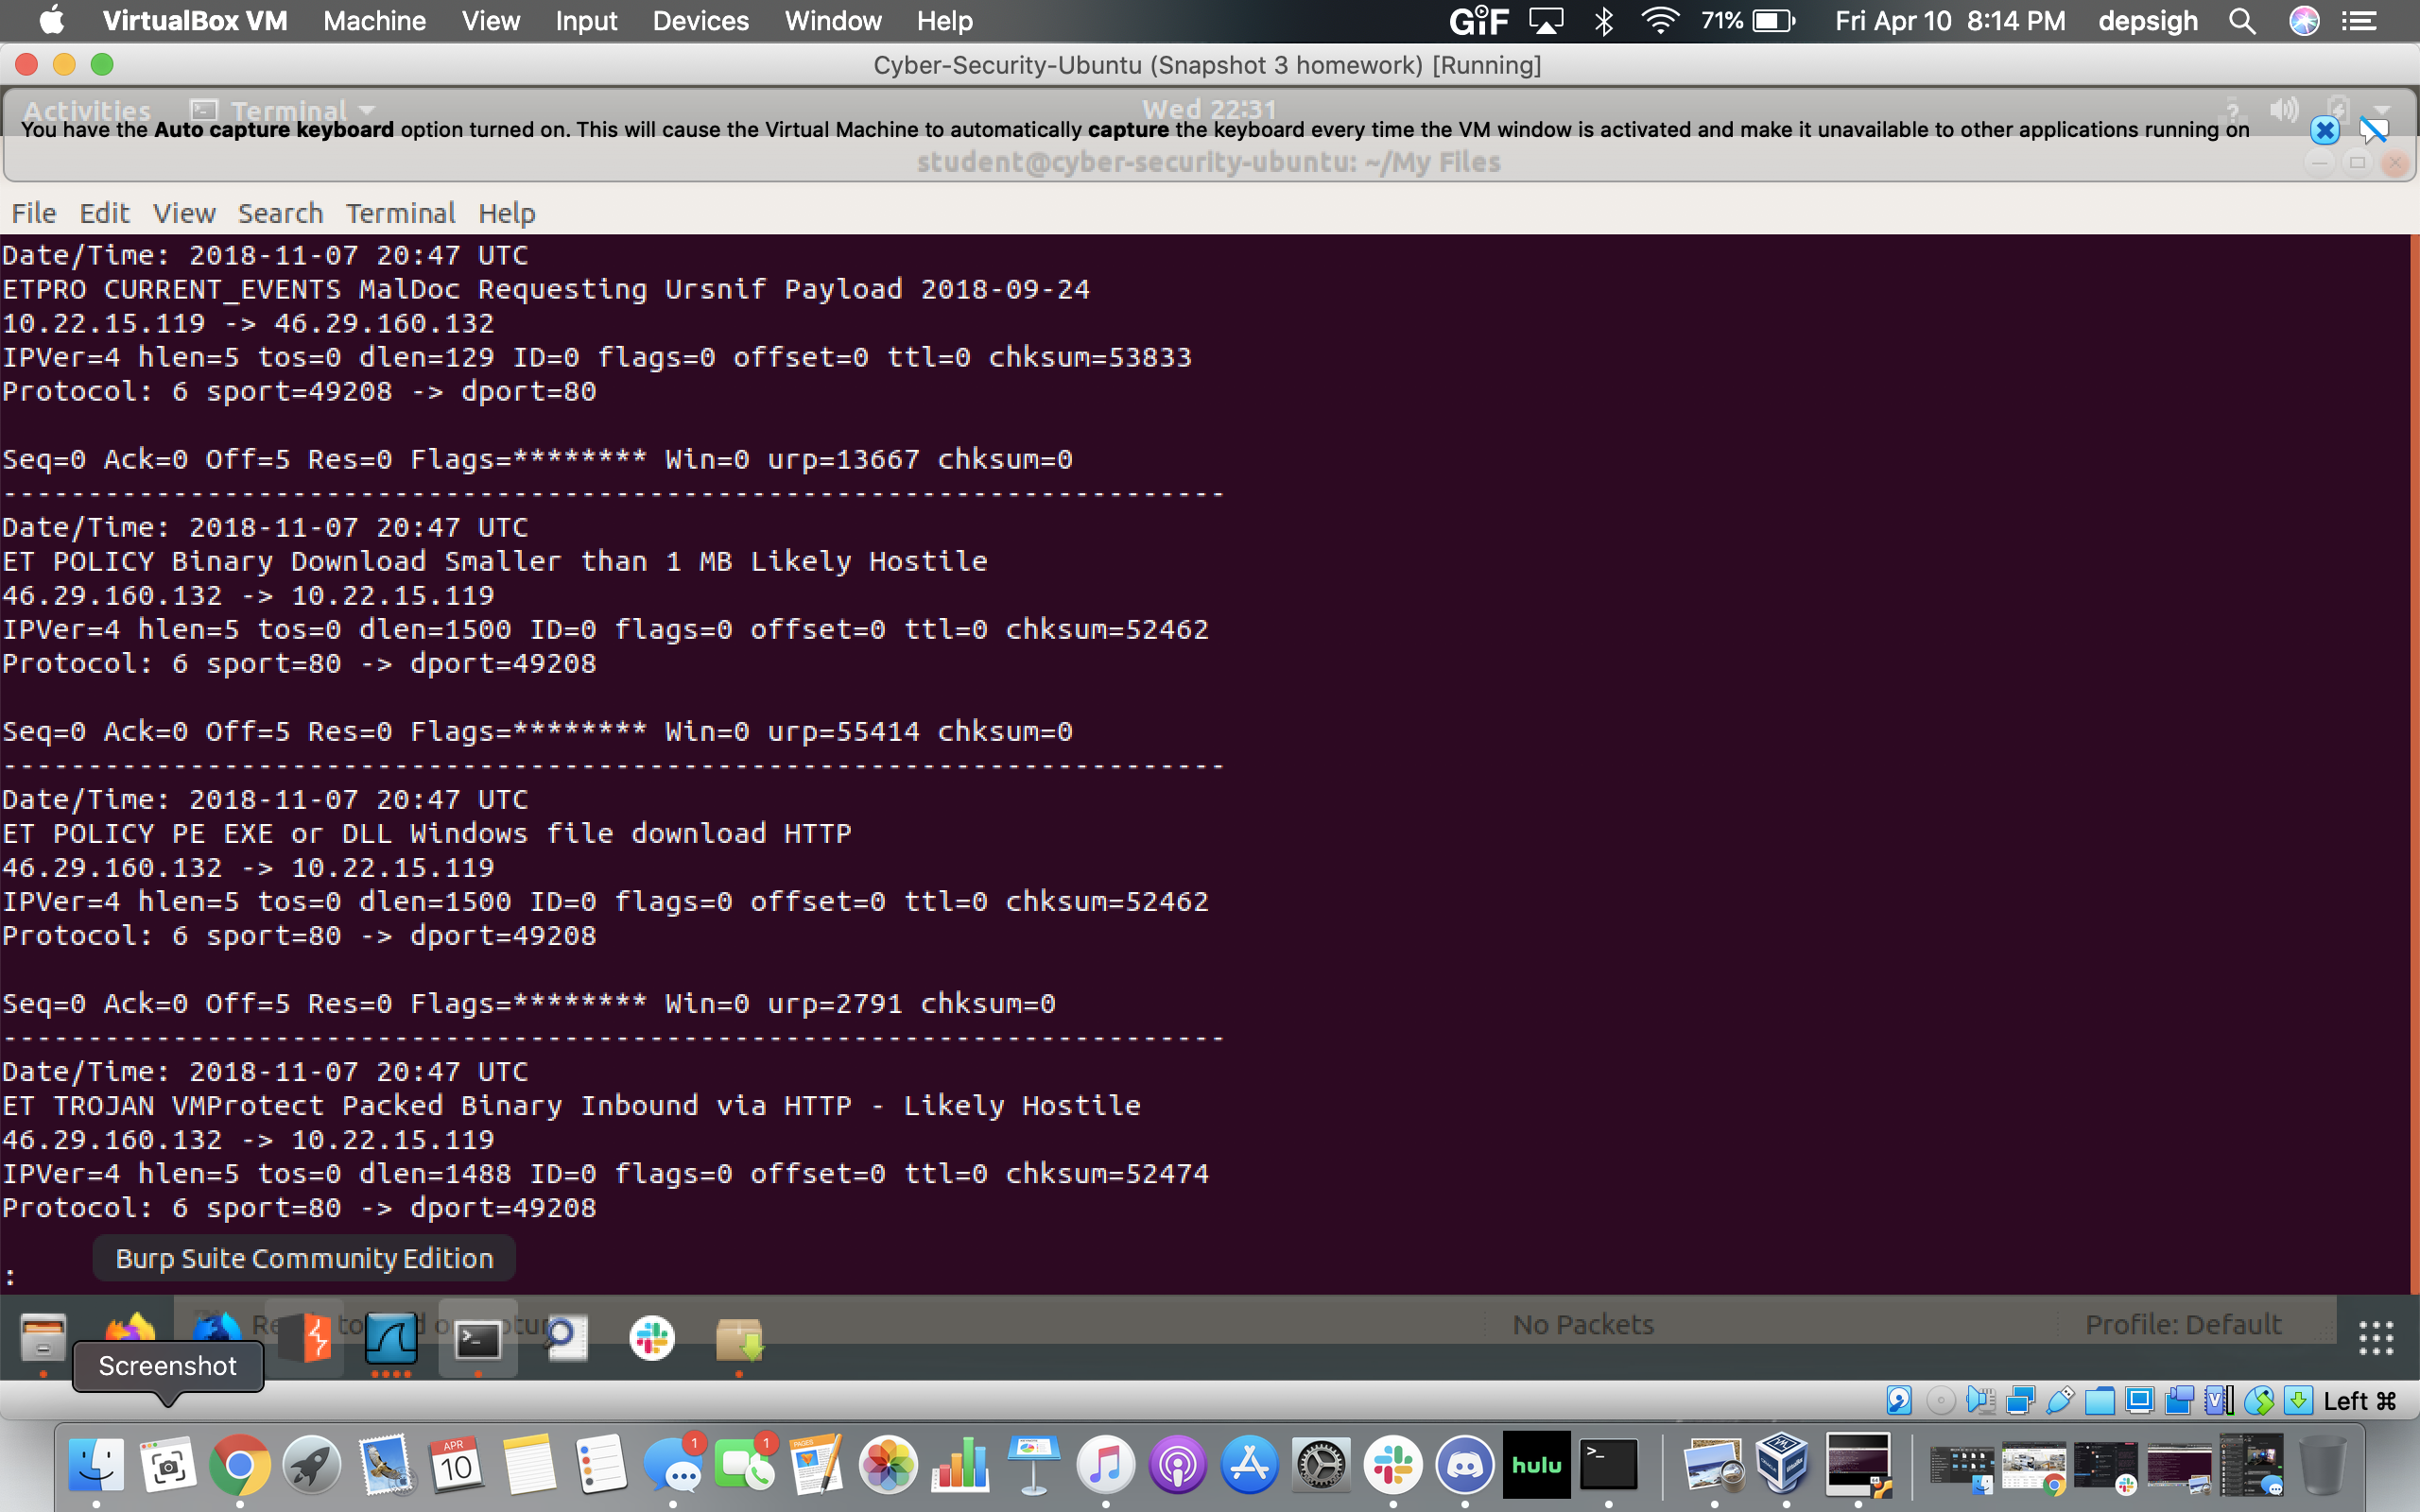 VirtualBox VM Machine View Input Devices Window Help GIF 71% Fri Apr 10 8:14 PM depsigh
Cyber-Security-Ubuntu (Snapshot 3 homework) [Running]
Activities Terminal Wed 22:31
You have the Auto capture keyboard option turned on. This will cause the Virtual Machine to automatically capture the keyboard every time the VM window is activated and make it unavailable to other applications running on
student@cyber-security-ubuntu: ~/My Files
File Edit View Search Terminal Help
Date/Time: 2018-11-07 20:47 UTC
ETPRO CURRENT_EVENTS MalDoc Requesting Ursnif Payload 2018-09-24
10.22.15.119 -> 46.29.160.132
IPVer=4 hlen=5 tos=0 dlen=129 ID=0 flags=0 offset=0 ttl=0 chksum=53833
Protocol: 6 sport=49208 -> dport=80
Seq=0 Ack=0 Off=5 Res=0 Flags=******** Win=0 urp=13667 chksum=0
------------------------------------------------------------------------
Date/Time: 2018-11-07 20:47 UTC
ET POLICY Binary Download Smaller than 1 MB Likely Hostile
46.29.160.132 -> 10.22.15.119
IPVer=4 hlen=5 tos=0 dlen=1500 ID=0 flags=0 offset=0 ttl=0 chksum=52462
Protocol: 6 sport=80 -> dport=49208
Seq=0 Ack=0 Off=5 Res=0 Flags=******** Win=0 urp=55414 chksum=0
------------------------------------------------------------------------
Date/Time: 2018-11-07 20:47 UTC
ET POLICY PE EXE or DLL Windows file download HTTP
46.29.160.132 -> 10.22.15.119
IPVer=4 hlen=5 tos=0 dlen=1500 ID=0 flags=0 offset=0 ttl=0 chksum=52462
Protocol: 6 sport=80 -> dport=49208
Seq=0 Ack=0 Off=5 Res=0 Flags=******** Win=0 urp=2791 chksum=0
------------------------------------------------------------------------
Date/Time: 2018-11-07 20:47 UTC
ET TROJAN VMProtect Packed Binary Inbound via HTTP - Likely Hostile
46.29.160.132 -> 10.22.15.119
IPVer=4 hlen=5 tos=0 dlen=1488 ID=0 flags=0 offset=0 ttl=0 chksum=52474
Protocol: 6 sport=80 -> dport=49208
Burp Suite Community Edition
:
No Packets Profile: Default
Screenshot
Left ⌘
APR
10
1
1
PAGES
hulu